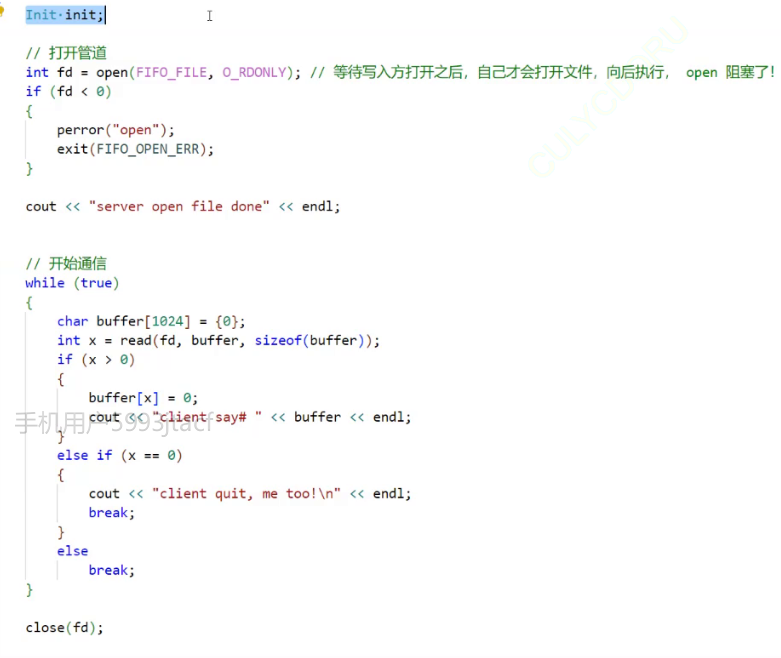 Init init;
// 打开管道
int fd = open(FIFO_FILE, O_RDONLY); // 等待写入方打开之后，自己才会打开文件，向后执行， open 阻塞了！
if (fd < 0)
{
    perror("open");
    exit(FIFO_OPEN_ERR);
}
cout << "server open file done" << endl;
// 开始通信
while (true)
{
    char buffer[1024] = {0};
    int x = read(fd, buffer, sizeof(buffer));
    if (x > 0)
    {
        buffer[x] = 0;
        cout << "client say# " << buffer << endl;
    }
    else if (x == 0)
    {
        cout << "client quit, me too!\n" << endl;
        break;
    }
    else
        break;
}
close(fd);
手机用户5993jtacf